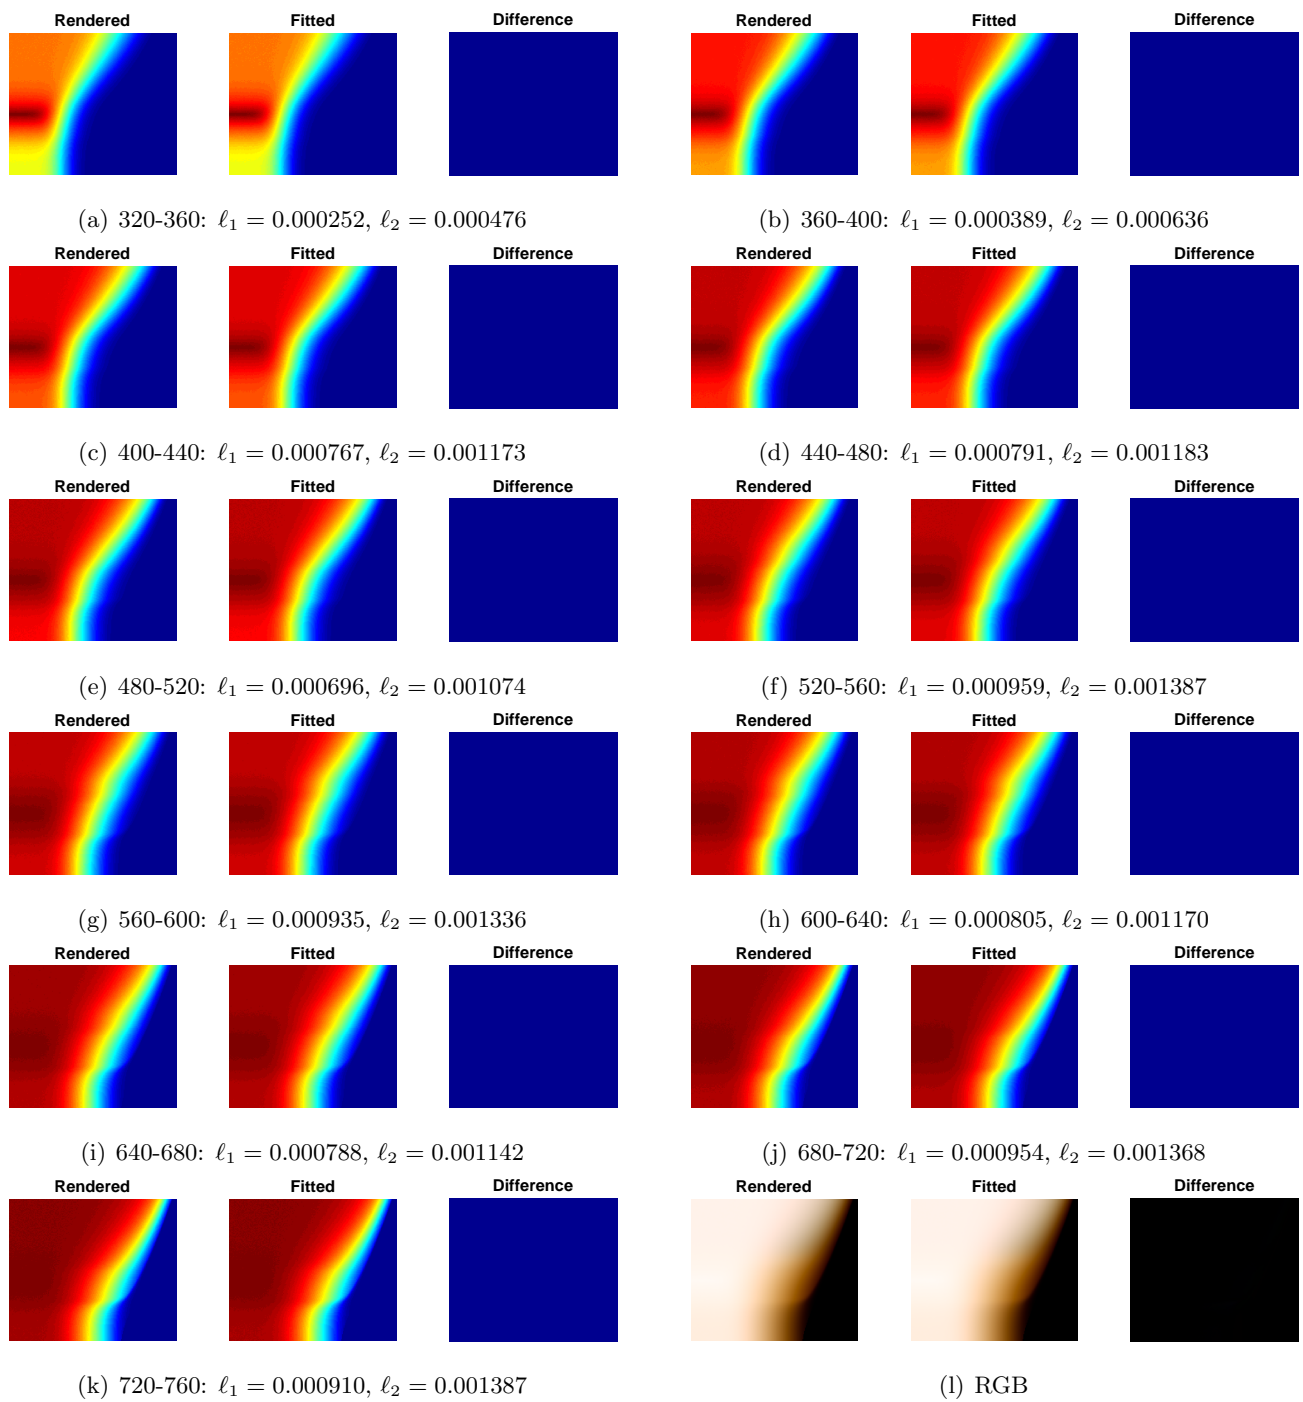 Rendered Fitted Difference Rendered Fitted Difference
(a) 320-360: ℓ1 = 0.000252, ℓ2 = 0.000476 (b) 360-400: ℓ1 = 0.000389, ℓ2 = 0.000636
Rendered Fitted Difference Rendered Fitted Difference
(c) 400-440: ℓ1 = 0.000767, ℓ2 = 0.001173 (d) 440-480: ℓ1 = 0.000791, ℓ2 = 0.001183
Rendered Fitted Difference Rendered Fitted Difference
(e) 480-520: ℓ1 = 0.000696, ℓ2 = 0.001074 (f) 520-560: ℓ1 = 0.000959, ℓ2 = 0.001387
Rendered Fitted Difference Rendered Fitted Difference
(g) 560-600: ℓ1 = 0.000935, ℓ2 = 0.001336 (h) 600-640: ℓ1 = 0.000805, ℓ2 = 0.001170
Rendered Fitted Difference Rendered Fitted Difference
(i) 640-680: ℓ1 = 0.000788, ℓ2 = 0.001142 (j) 680-720: ℓ1 = 0.000954, ℓ2 = 0.001368
Rendered Fitted Difference Rendered Fitted Difference
(k) 720-760: ℓ1 = 0.000910, ℓ2 = 0.001387 (l) RGB